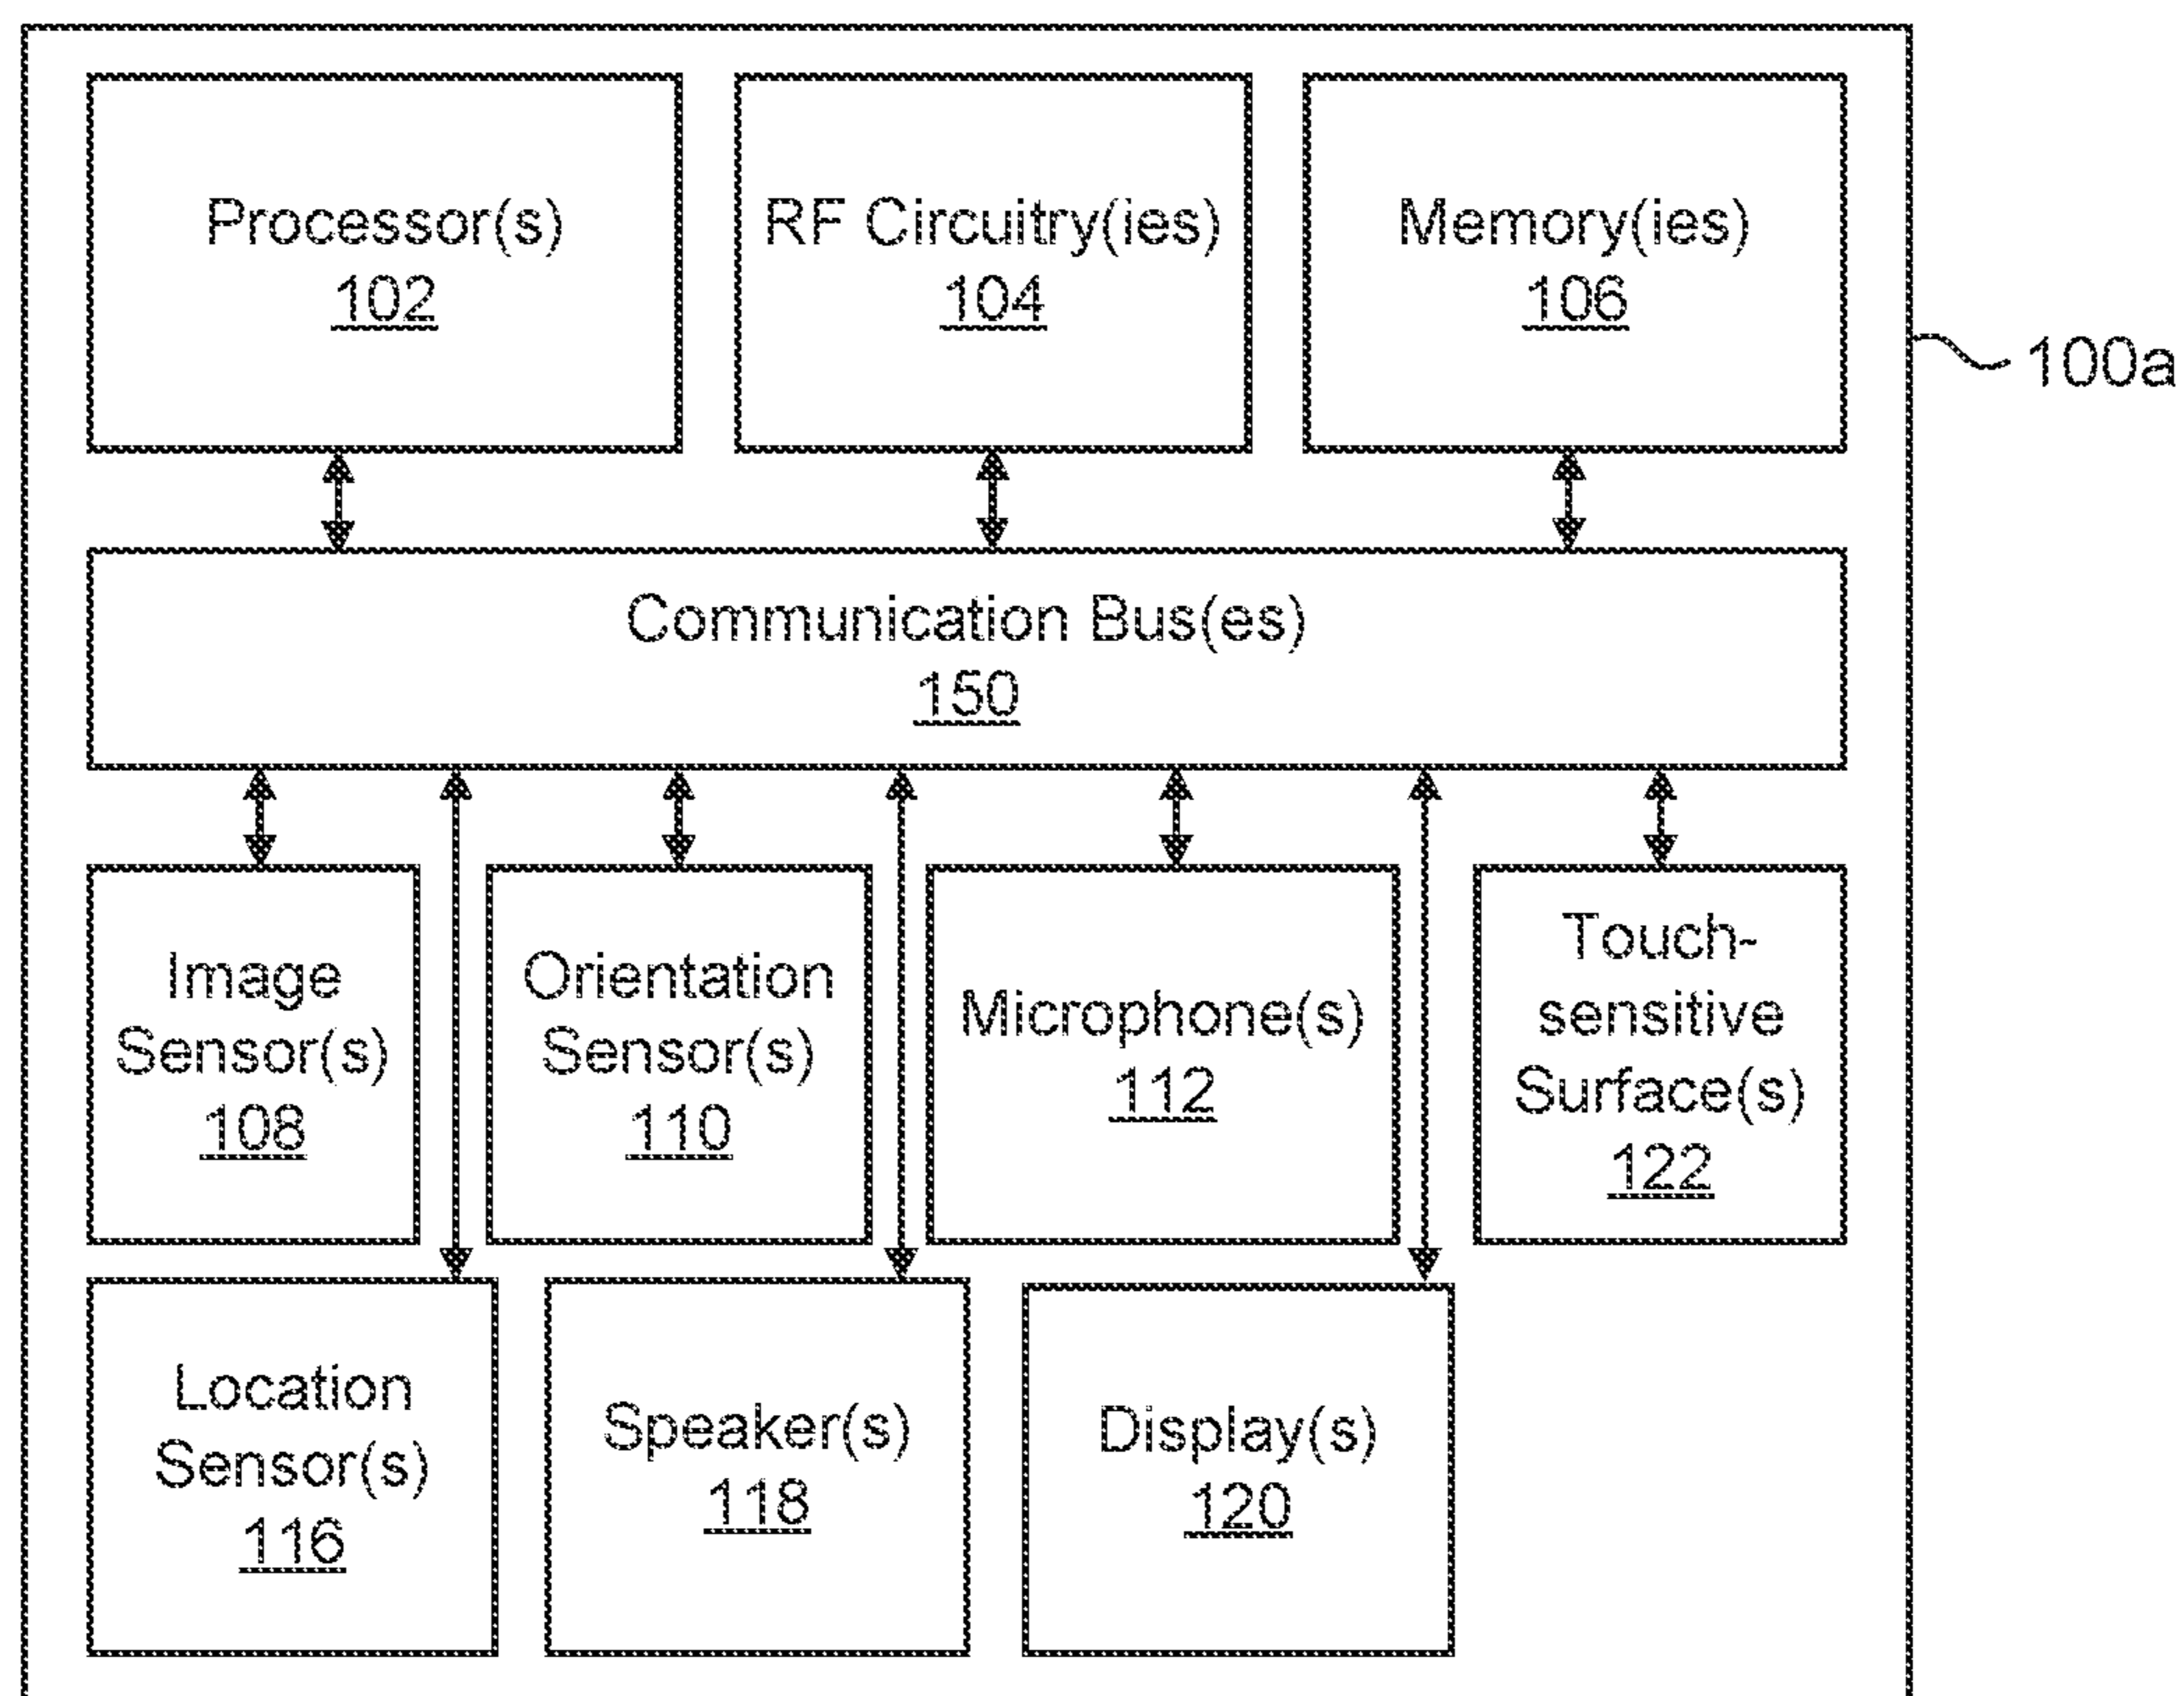 Processor(s)
102
RF Circuitry(ies)
104
Memory(ies)
106
100a
Communication Bus(es)
150
Image
Sensor(s)
108
Orientation
Sensor(s)
110
Microphone(s)
112
Touch-
sensitive
Surface(s)
122
Location
Sensor(s)
116
Speaker(s)
118
Display(s)
120